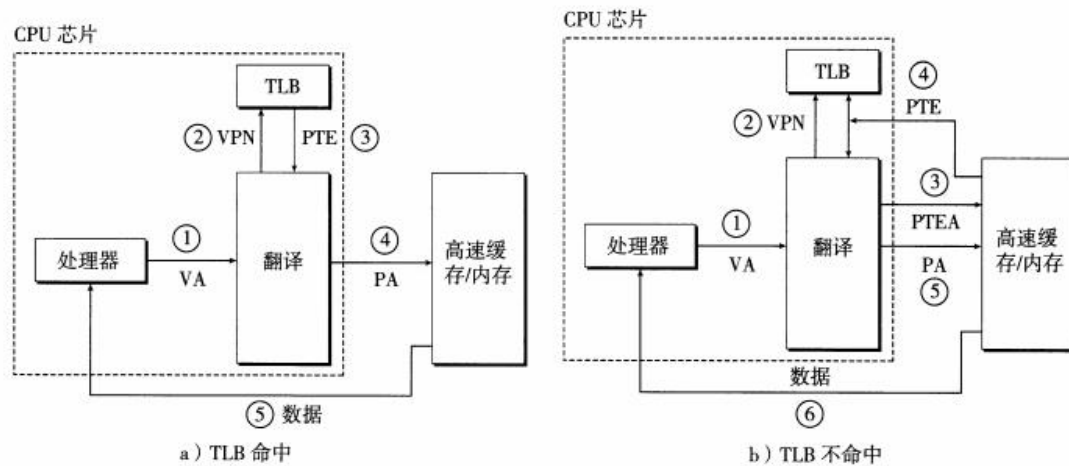 CPU 芯片
TLB
② VPN
PTE ③
处理器
①
VA
翻译
④
PA
高速缓
存/内存
⑤ 数据
a）TLB 命中
CPU 芯片
TLB
④
PTE
② VPN
处理器
①
VA
翻译
③
PTEA
PA
⑤
高速缓
存/内存
数据
⑥
b）TLB 不命中